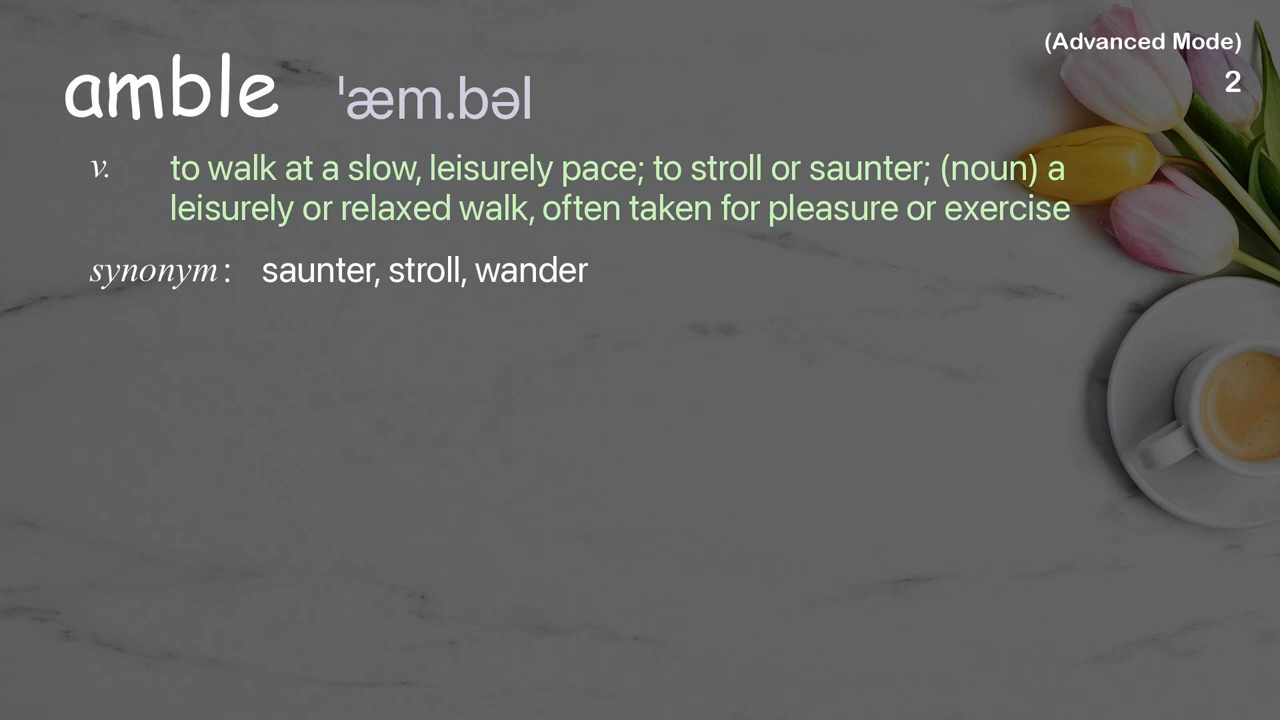 (Advanced Mode)
2
amble ˈæm.bəl
v. to walk at a slow, leisurely pace; to stroll or saunter; (noun) a
leisurely or relaxed walk, often taken for pleasure or exercise
synonym: saunter, stroll, wander